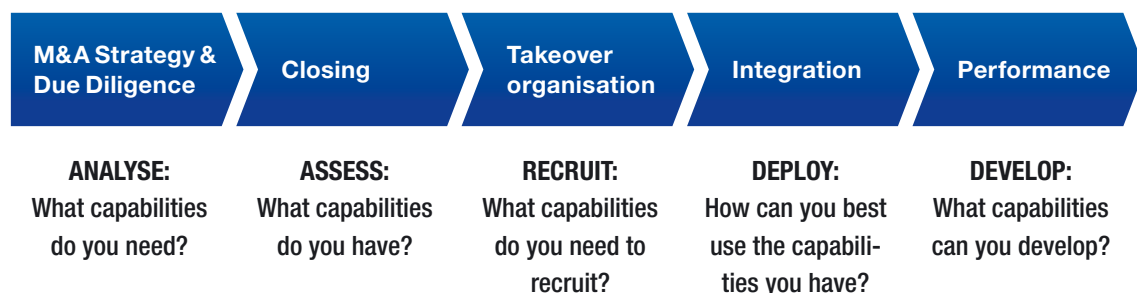 M&A Strategy &
Due Diligence
Closing
Takeover
organisation
Integration
Performance
ANALYSE:
What capabilities
do you need?
ASSESS:
What capabilities
do you have?
RECRUIT:
What capabilities
do you need to
recruit?
DEPLOY:
How can you best
use the capabili-
ties you have?
DEVELOP:
What capabilities
can you develop?